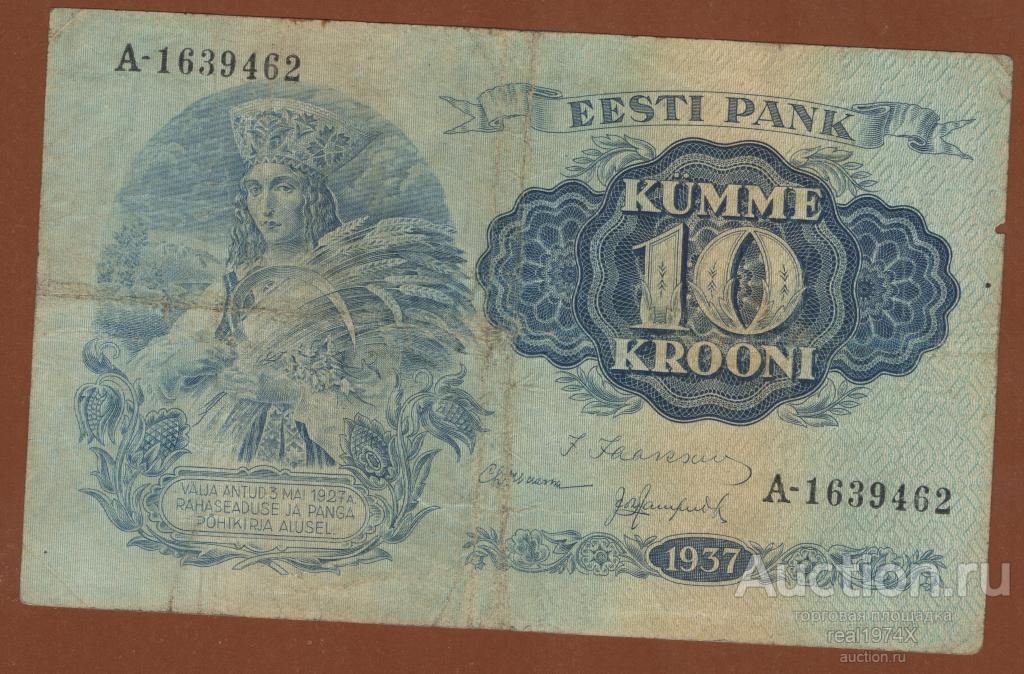 A-1639462
EESTI PANK
KÜMME
10
KROONI
VÄLJA ANTUD 3 MAI 1927 A.
RAHASEADUSE JA PANGA
PÕHIKIRJA ALUSEL.
A-1639462
1937
Auction.ru
торговая площадка
real1974X
auction.ru